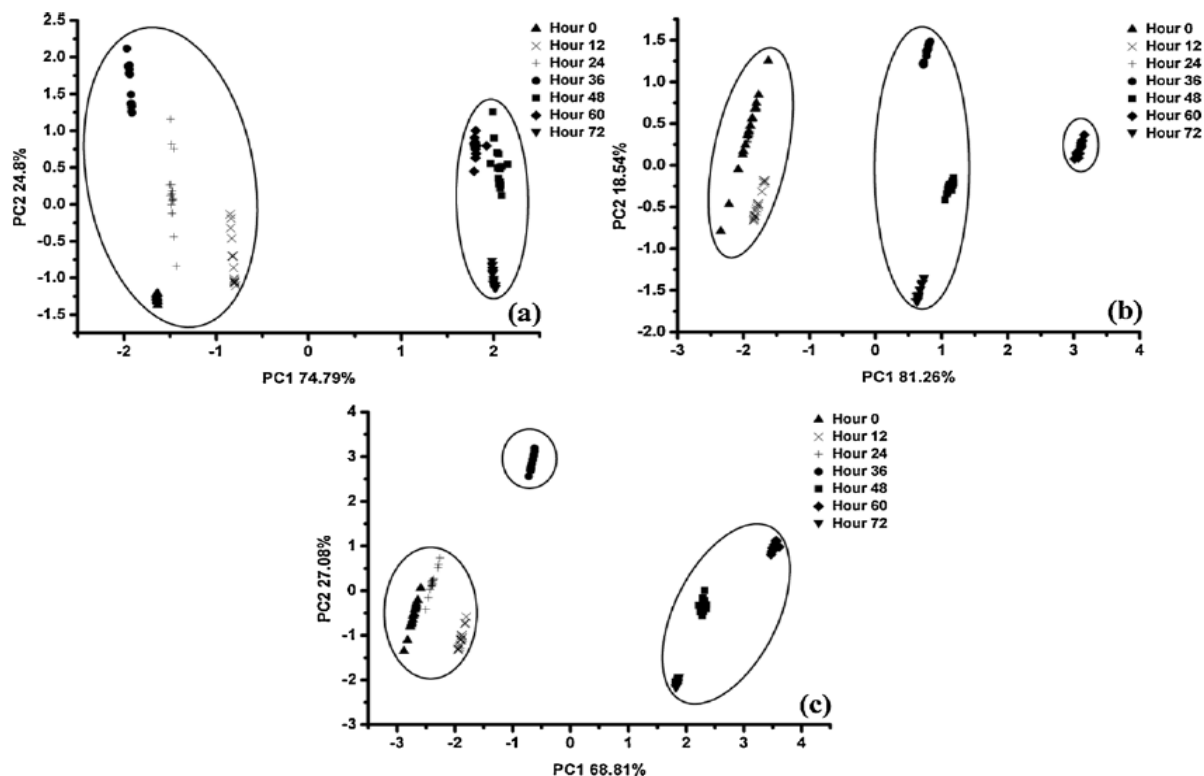 2.5
2.0
1.5
1.0
0.5
0.0
-0.5
-1.0
-1.5
PC2 24.8%
-2
-1
0
1
2
PC1 74.79%
Hour 0
Hour 12
Hour 24
Hour 36
Hour 48
Hour 60
Hour 72
(a)
1.5
1.0
0.5
0.0
-0.5
-1.0
-1.5
-2.0
PC2 18.54%
-3
-2
-1
0
1
2
3
4
PC1 81.26%
Hour 0
Hour 12
Hour 24
Hour 36
Hour 48
Hour 60
Hour 72
(b)
4
3
2
1
0
-1
-2
-3
PC2 27.08%
-3
-2
-1
0
1
2
3
4
PC1 68.81%
Hour 0
Hour 12
Hour 24
Hour 36
Hour 48
Hour 60
Hour 72
(c)